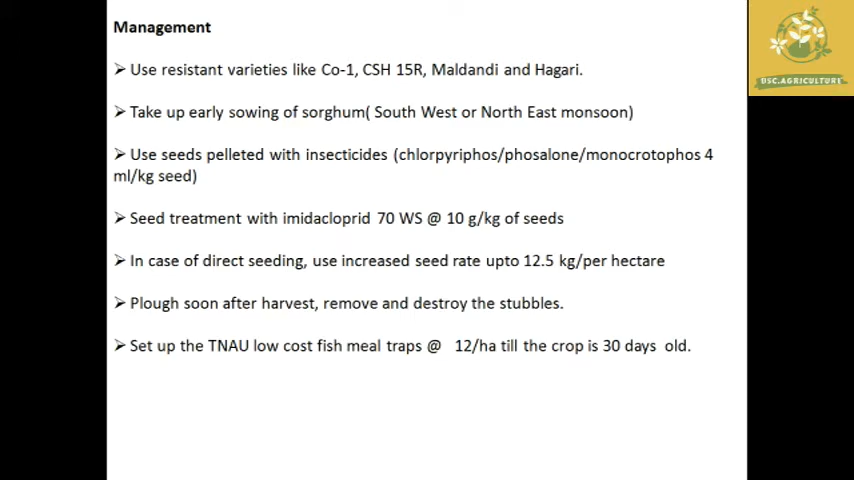 Management
➢ Use resistant varieties like Co-1, CSH 15R, Maldandi and Hagari.
➢ Take up early sowing of sorghum( South West or North East monsoon)
➢ Use seeds pelleted with insecticides (chlorpyriphos/phosalone/monocrotophos 4
ml/kg seed)
➢ Seed treatment with imidacloprid 70 WS @ 10 g/kg of seeds
➢ In case of direct seeding, use increased seed rate upto 12.5 kg/per hectare
➢ Plough soon after harvest, remove and destroy the stubbles.
➢ Set up the TNAU low cost fish meal traps @ 12/ha till the crop is 30 days old.
BSC.AGRICULTURE